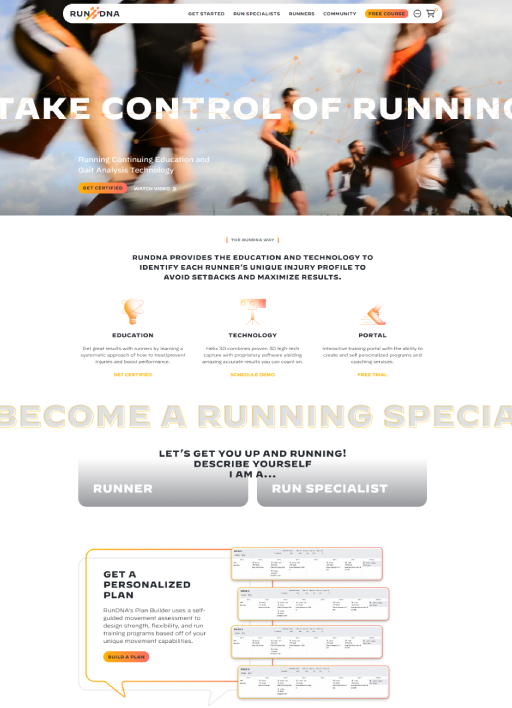 RUN DNA
GET STARTED RUN SPECIALISTS RUNNERS COMMUNITY FREE COURSE
TAKE CONTROL OF RUNNING
Running Continuing Education and
Gait Analysis Technology
GET CERTIFIED WATCH VIDEO
THE RUNDNA WAY
RUNDNA PROVIDES THE EDUCATION AND TECHNOLOGY TO
IDENTIFY EACH RUNNER'S UNIQUE INJURY PROFILE TO
AVOID SETBACKS AND MAXIMIZE RESULTS.
EDUCATION
Get great results with runners by learning a
systematic approach of how to treat/prevent
injuries and boost performance.
GET CERTIFIED
TECHNOLOGY
Helix 3D combines proven 3D high-tech
capture with proprietary software yielding
amazing accurate results you can count on.
SCHEDULE DEMO
PORTAL
Interactive training portal with the ability to
create and sell personalized programs and
coaching services.
FREE TRIAL
BECOME A RUNNING SPECIA
LET'S GET YOU UP AND RUNNING!
DESCRIBE YOURSELF
I AM A...
RUNNER
RUN SPECIALIST
GET A
PERSONALIZED
PLAN
RunDNA's Plan Builder uses a self-
guided movement assessment to
design strength, flexibility, and run
training programs based off of your
unique movement capabilities.
BUILD A PLAN